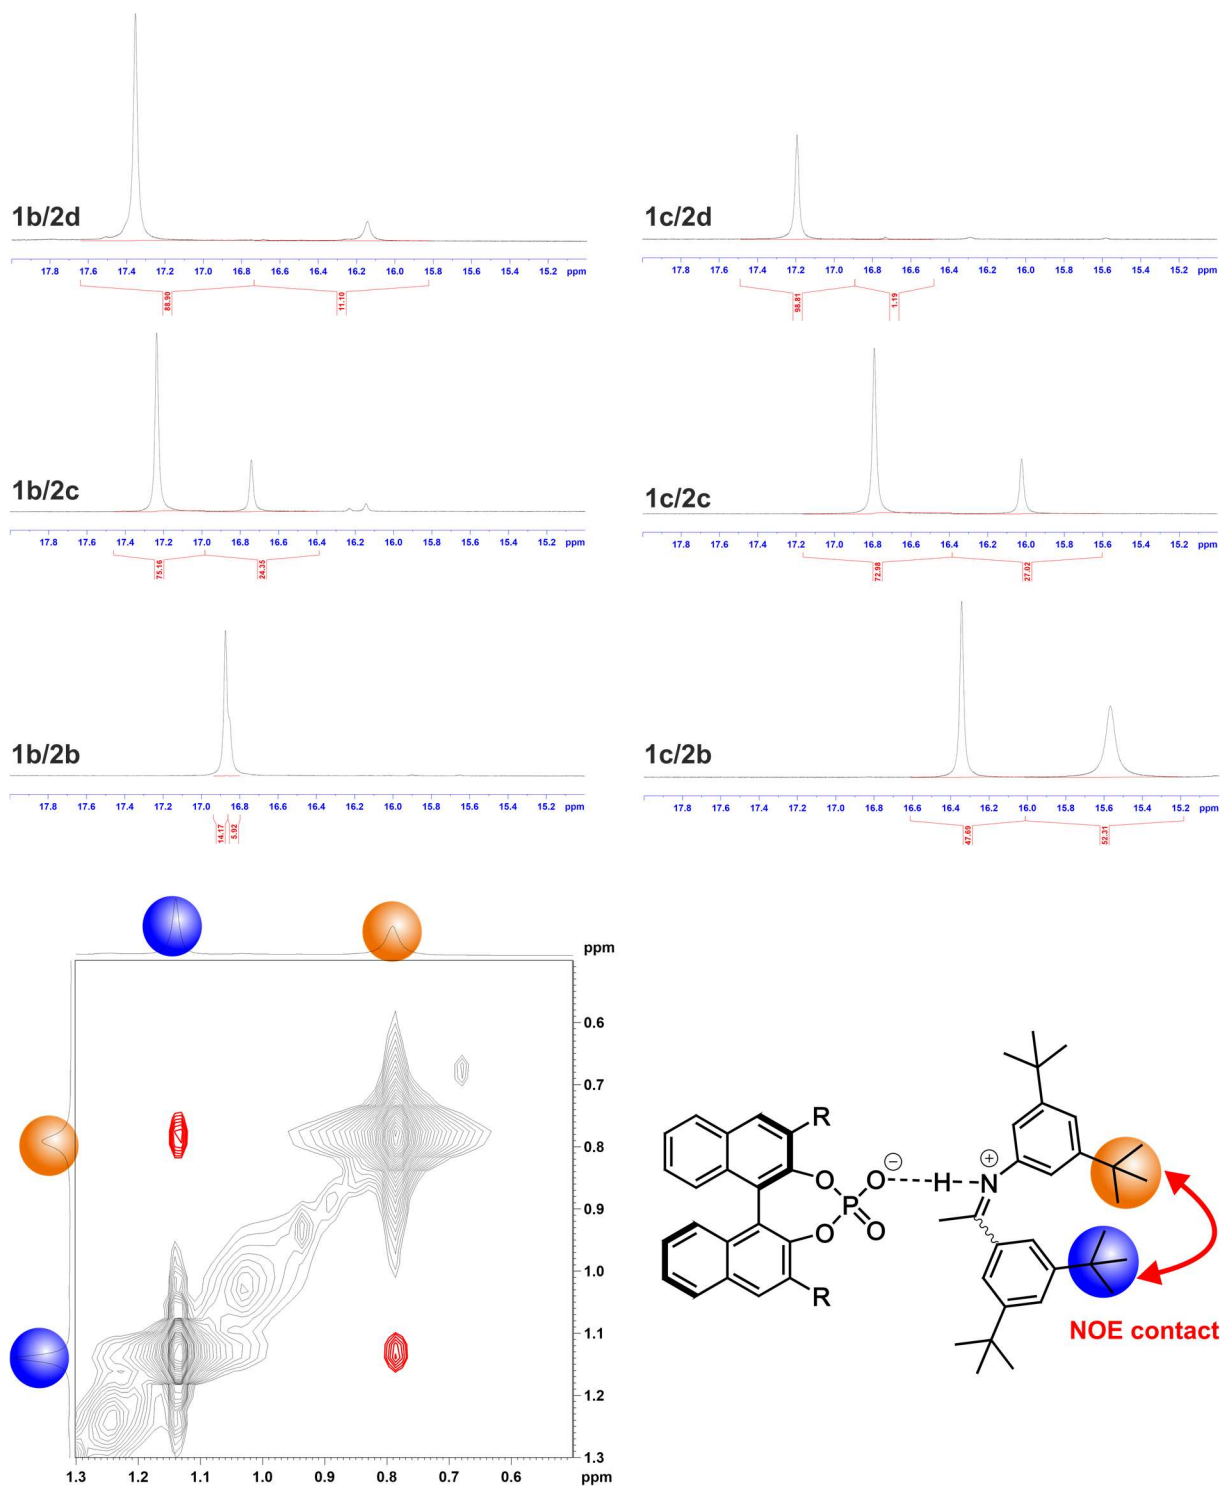 1b/2d
17.8 17.6 17.4 17.2 17.0 16.8 16.6 16.4 16.2 16.0 15.8 15.6 15.4 15.2 ppm
88.90 11.10
1c/2d
17.8 17.6 17.4 17.2 17.0 16.8 16.6 16.4 16.2 16.0 15.8 15.6 15.4 15.2 ppm
98.81 1.19
1b/2c
17.8 17.6 17.4 17.2 17.0 16.8 16.6 16.4 16.2 16.0 15.8 15.6 15.4 15.2 ppm
75.16 24.35
1c/2c
17.8 17.6 17.4 17.2 17.0 16.8 16.6 16.4 16.2 16.0 15.8 15.6 15.4 15.2 ppm
72.98 27.02
1b/2b
17.8 17.6 17.4 17.2 17.0 16.8 16.6 16.4 16.2 16.0 15.8 15.6 15.4 15.2 ppm
14.17 5.92
1c/2b
17.8 17.6 17.4 17.2 17.0 16.8 16.6 16.4 16.2 16.0 15.8 15.6 15.4 15.2 ppm
47.69 52.31
ppm
0.6
0.7
0.8
0.9
1.0
1.1
1.2
1.3
1.3 1.2 1.1 1.0 0.9 0.8 0.7 0.6 ppm
R
O
P
O
O
O
⊖
H
N
⊕
R
NOE contact